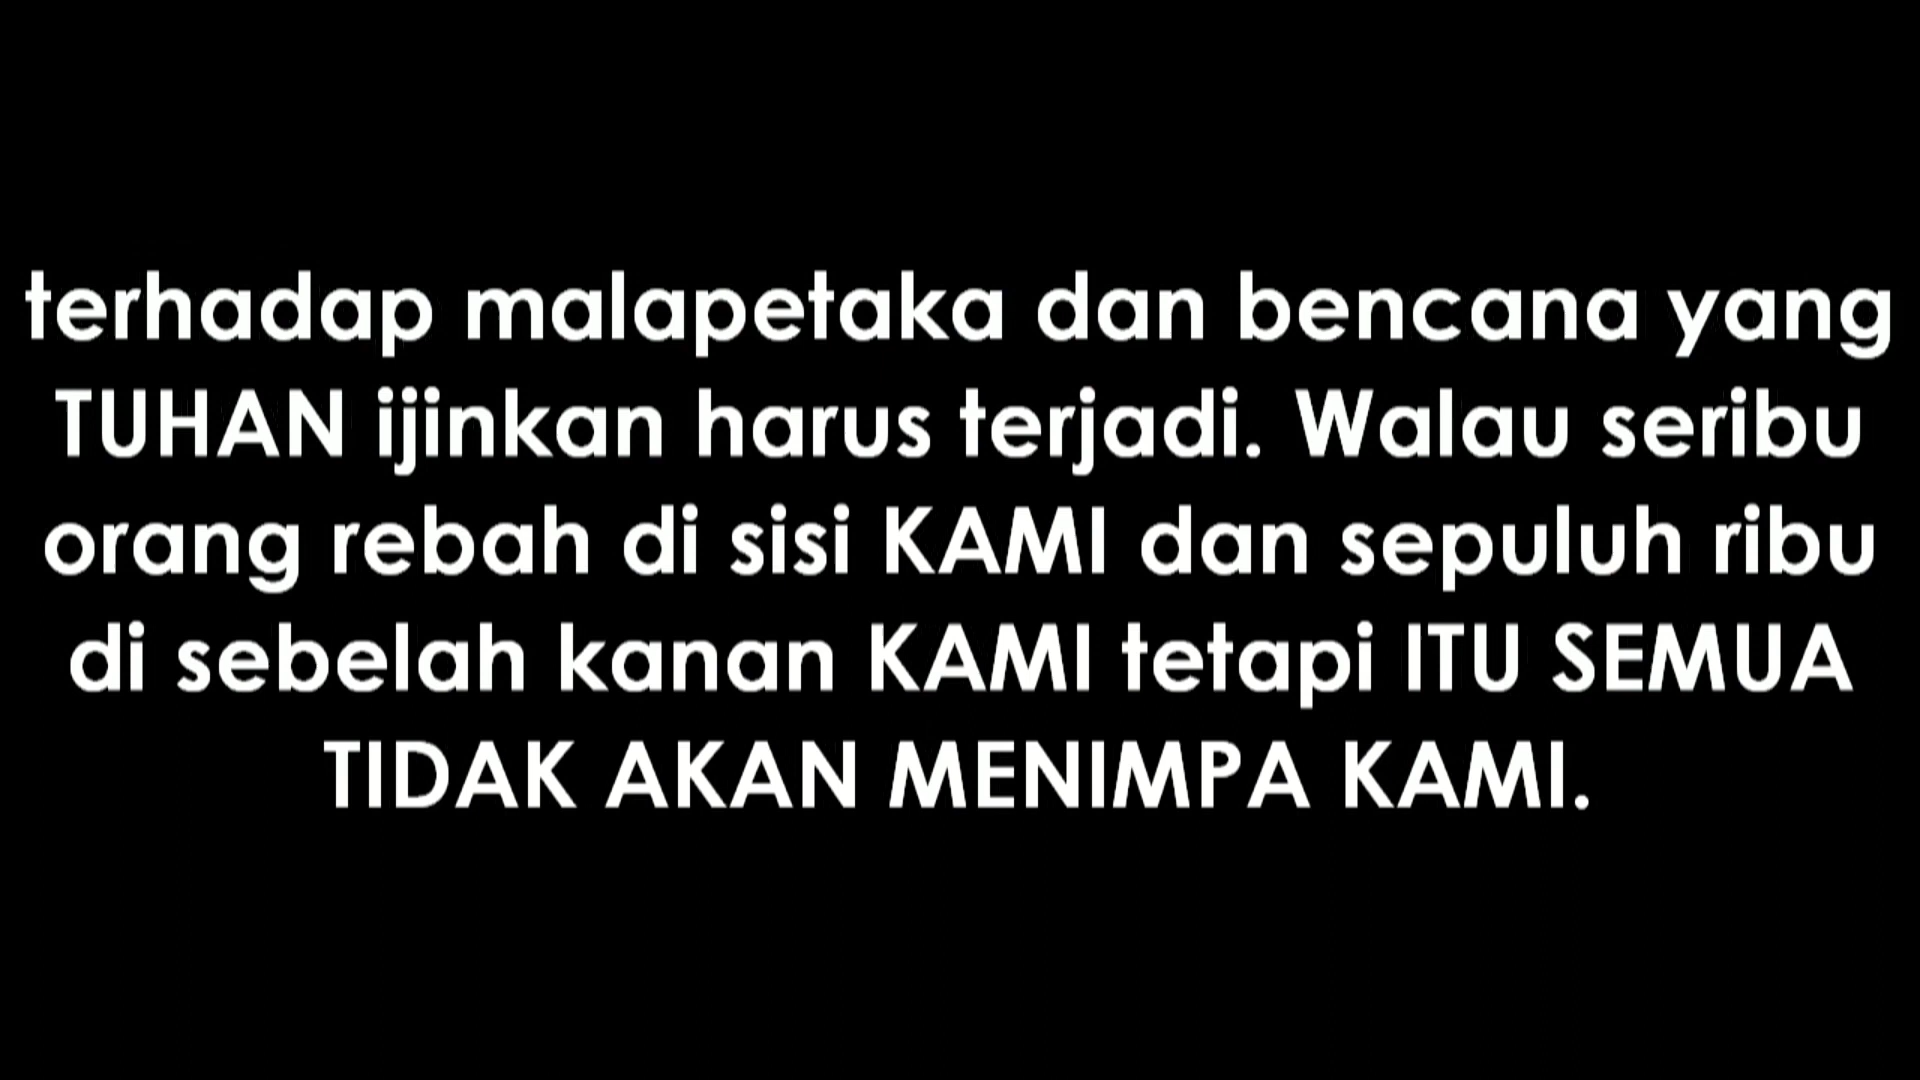 terhadap malapetaka dan bencana yang
TUHAN ijinkan harus terjadi. Walau seribu
orang rebah di sisi KAMI dan sepuluh ribu
di sebelah kanan KAMI tetapi ITU SEMUA
TIDAK AKAN MENIMPA KAMI.